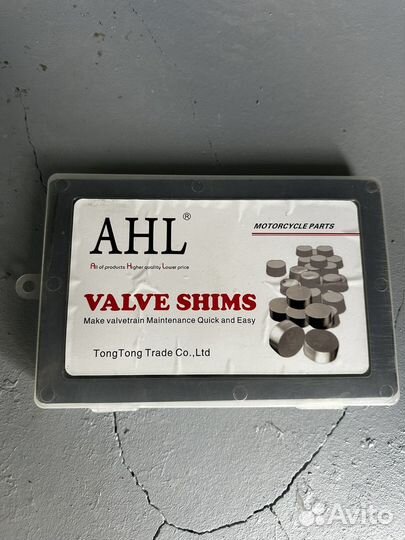 AHL®
MOTORCYCLE PARTS
All of products Higher quality Lower price
VALVE SHIMS
Make valvetrain Maintenance Quick and Easy
TongTong Trade Co.,Ltd
Avito